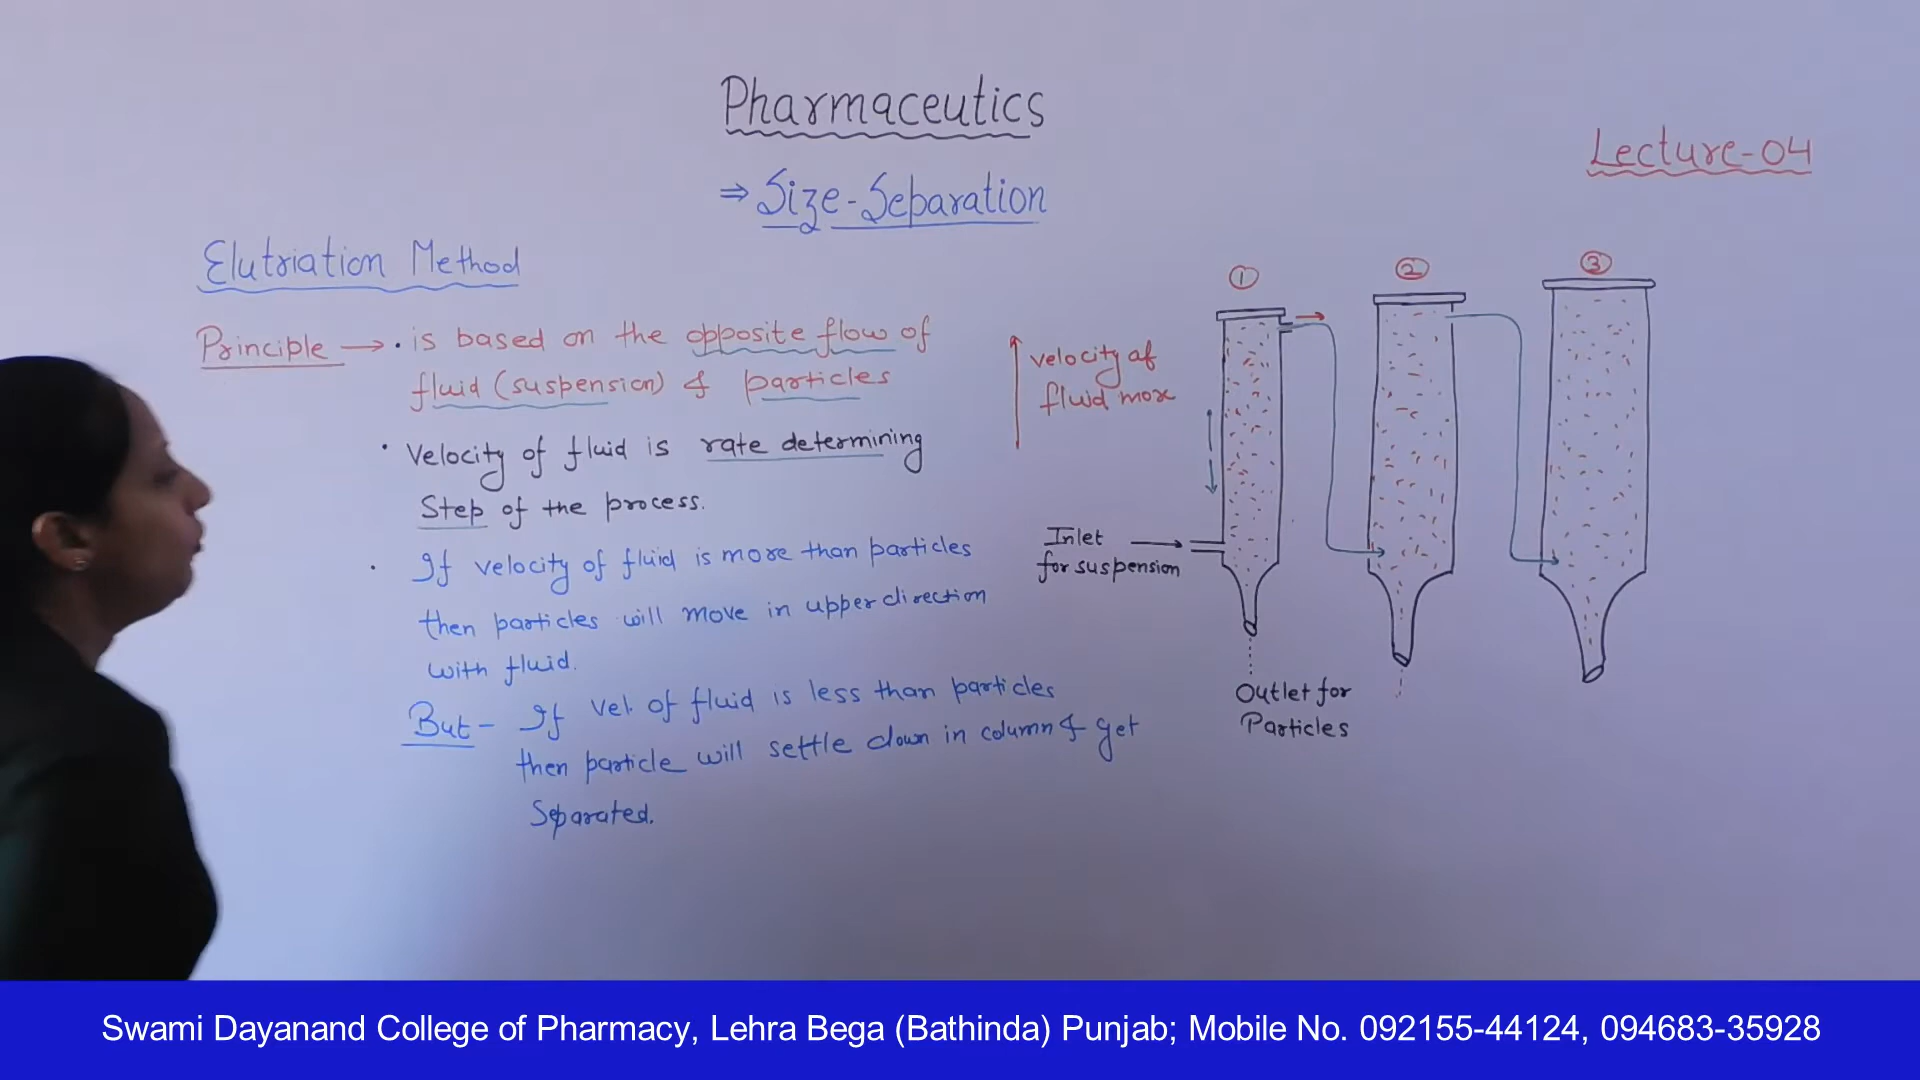 Pharmaceutics
Lecture-04
⇒ Size-Separation
Elutriation Method
Principle → • is based on the opposite flow of
fluid (suspension) & particles
• Velocity of fluid is rate determining
Step of the process.
• If velocity of fluid is more than particles
then particles will move in upper direction
with fluid.
But - If vel. of fluid is less than particles
then particle will settle down in column & get
Separated.
① ② ③
velocity of
fluid more
Inlet
for suspension
Outlet for
Particles
Swami Dayanand College of Pharmacy, Lehra Bega (Bathinda) Punjab; Mobile No. 092155-44124, 094683-35928